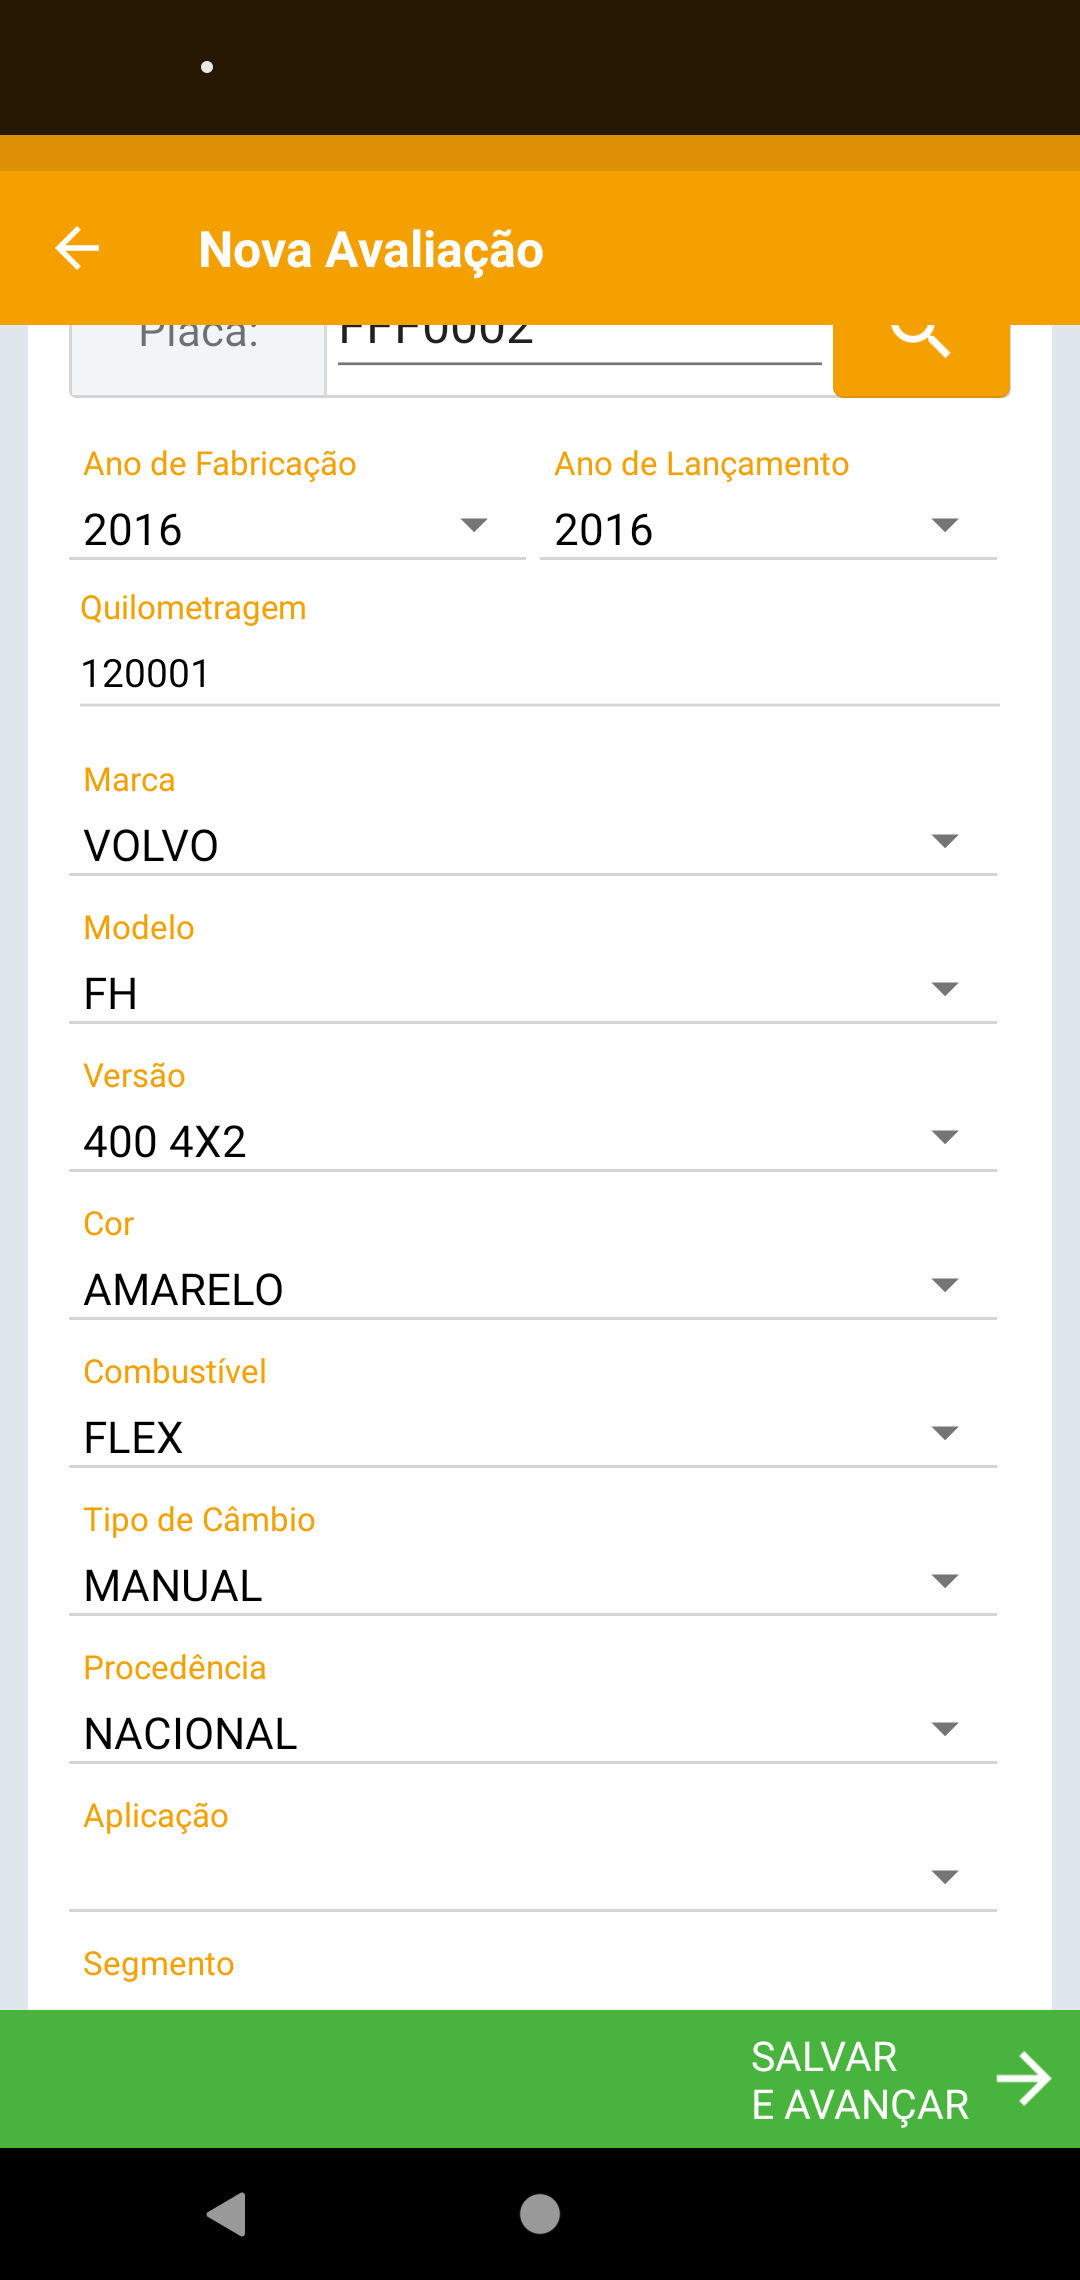 Nova Avaliação
Placa: FFF0002
Ano de Fabricação Ano de Lançamento
2016 2016
Quilometragem
120001
Marca
VOLVO
Modelo
FH
Versão
400 4X2
Cor
AMARELO
Combustível
FLEX
Tipo de Câmbio
MANUAL
Procedência
NACIONAL
Aplicação
Segmento
SALVAR
E AVANÇAR